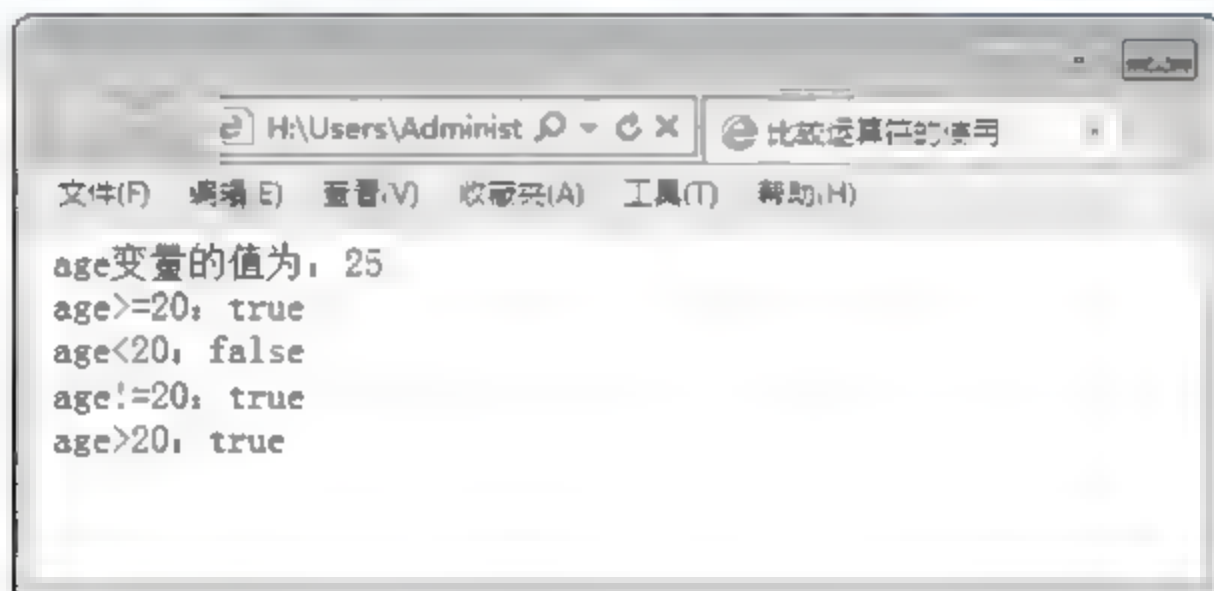 H:\Users\Administ
比较运算符的使用
文件(F) 编辑(E) 查看(V) 收藏夹(A) 工具(T) 帮助(H)
age变量的值为：25
age>=20：true
age<20：false
age!=20：true
age>20：true